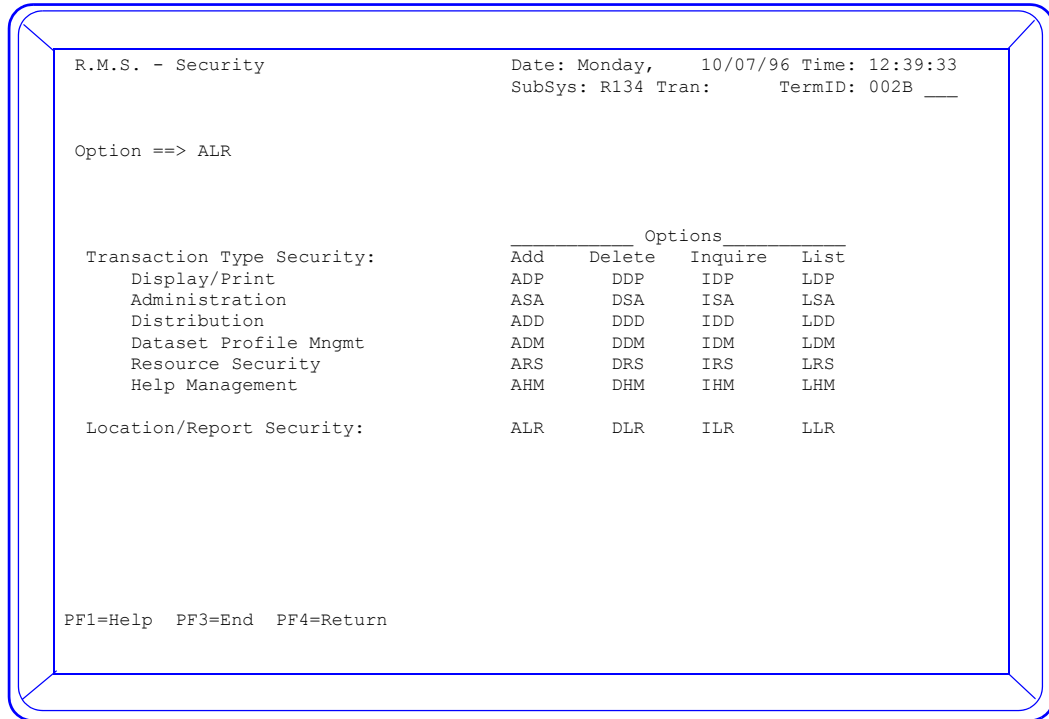 R.M.S. - Security Date: Monday, 10/07/96 Time: 12:39:33
SubSys: R134 Tran: TermID: 002B ___
Option ==> ALR
___________ Options___________
Transaction Type Security: Add Delete Inquire List
Display/Print ADP DDP IDP LDP
Administration ASA DSA ISA LSA
Distribution ADD DDD IDD LDD
Dataset Profile Mngmt ADM DDM IDM LDM
Resource Security ARS DRS IRS LRS
Help Management AHM DHM IHM LHM
Location/Report Security: ALR DLR ILR LLR
PF1=Help PF3=End PF4=Return